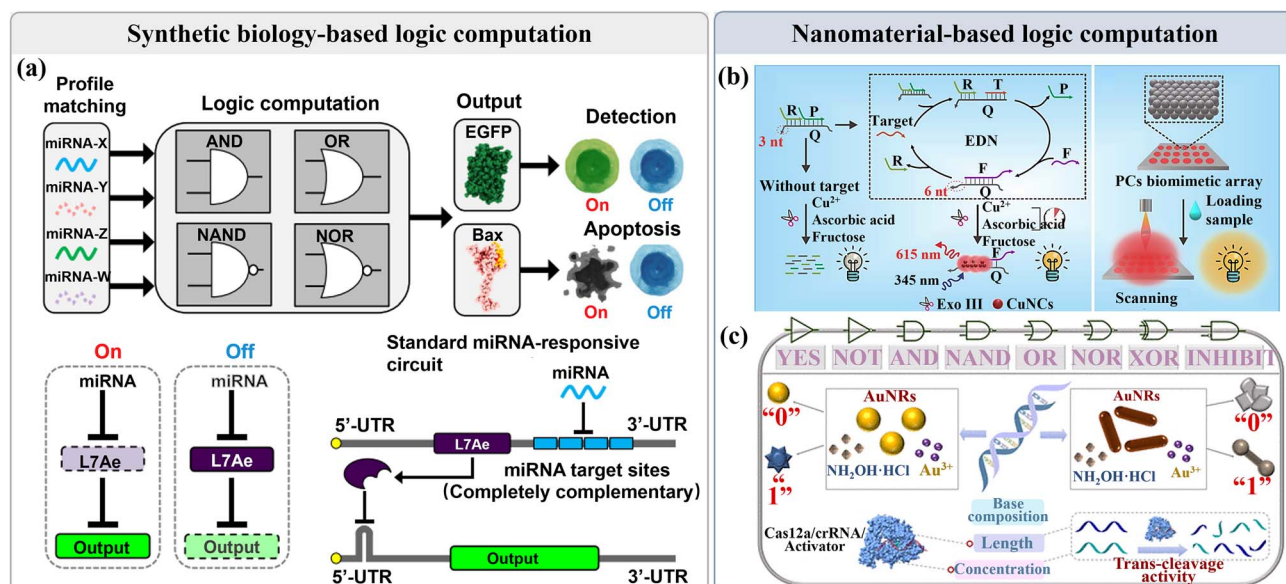 Synthetic biology-based logic computation
(a)
Profile
matching
miRNA-X
miRNA-Y
miRNA-Z
miRNA-W
Logic computation
AND
OR
NAND
NOR
Output
EGFP
Bax
Detection
On
Off
Apoptosis
On
Off
On
miRNA
L7Ae
Output
Off
miRNA
L7Ae
Output
Standard miRNA-responsive
circuit
miRNA
5'-UTR
3'-UTR
L7Ae
miRNA target sites
(Completely complementary)
Output
5'-UTR
3'-UTR
Nanomaterial-based logic computation
(b)
R P
Q
3 nt
Without target
Cu2+
Ascorbic acid
Fructose
R T
Q
P
Target
EDN
R
F
F
6 nt
Q
Cu2+
Ascorbic acid
Fructose
615 nm
345 nm
F
Q
Exo III
CuNCs
PCs biomimetic array
Loading
sample
Scanning
(c)
YES NOT AND NAND OR NOR XOR INHIBIT
"0"
"1"
AuNRs
NH2OH·HCl
Au3+
AuNRs
NH2OH·HCl
Au3+
"0"
"1"
Base
composition
Length
Concentration
Cas12a/crRNA/
Activator
Trans-cleavage
activity